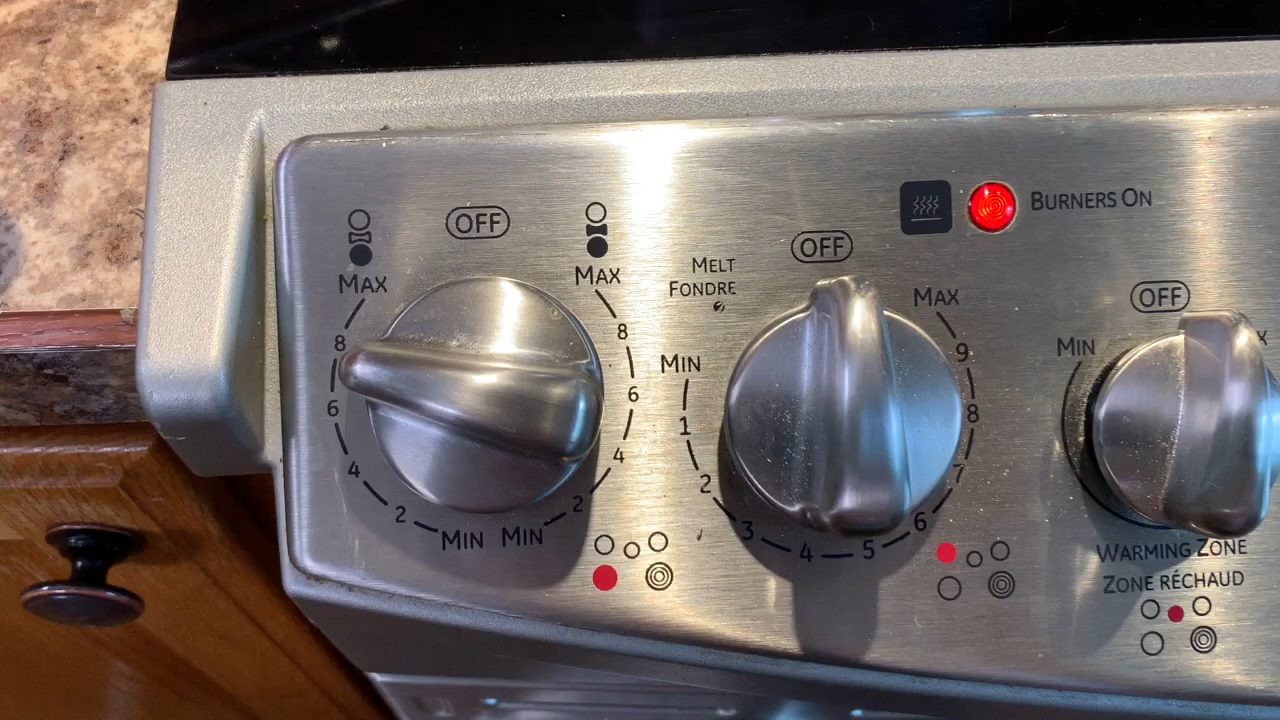 OFF
MAX
MAX
8
6
4
2
MIN
MIN
2
4
6
8
OFF
MELT
FONDRE
MIN
1
2
3
4
5
6
7
8
9
MAX
BURNERS ON
OFF
MIN
WARMING ZONE
ZONE RÉCHAUD